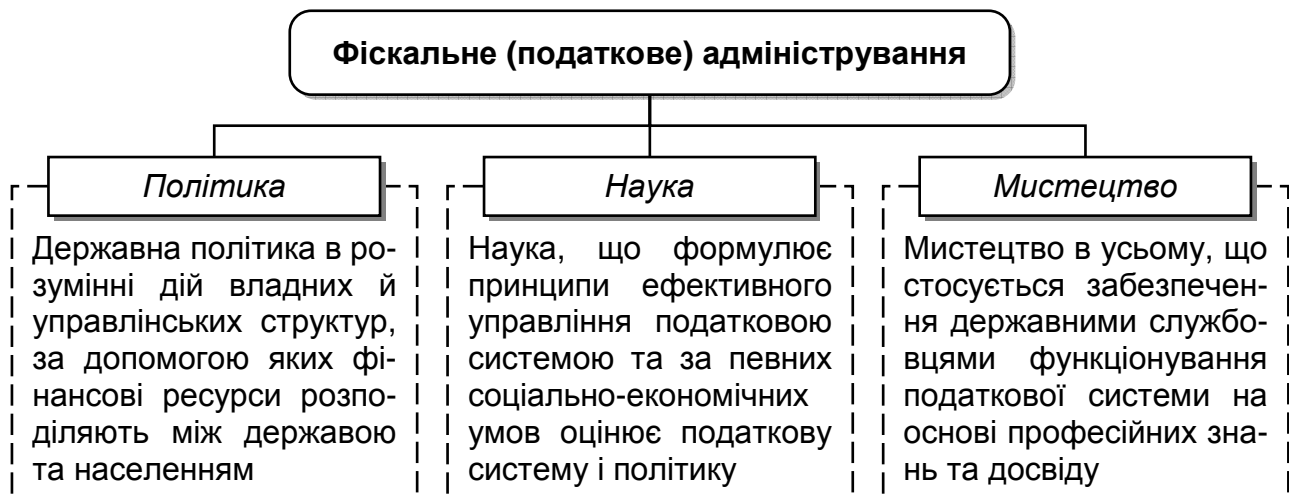 Фіскальне (податкове) адміністрування
Політика
Державна політика в ро-
зумінні дій владних й
управлінських структур,
за допомогою яких фі-
нансові ресурси розпо-
діляють між державою
та населенням
Наука
Наука, що формулює
принципи ефективного
управління податковою
системою та за певних
соціально-економічних
умов оцінює податкову
систему і політику
Мистецтво
Мистецтво в усьому, що
стосується забезпечен-
ня державними службо-
вцями функціонування
податкової системи на
основі професійних зна-
нь та досвіду